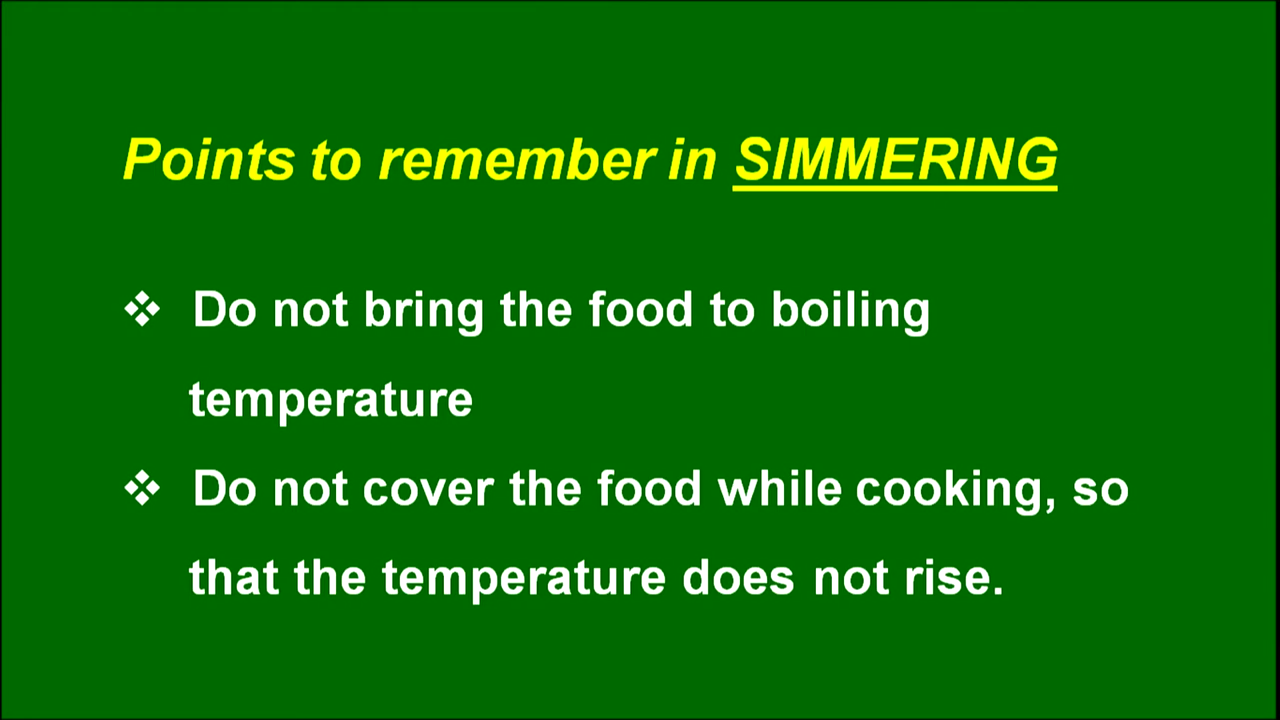 Points to remember in SIMMERING
❖ Do not bring the food to boiling
temperature
❖ Do not cover the food while cooking, so
that the temperature does not rise.